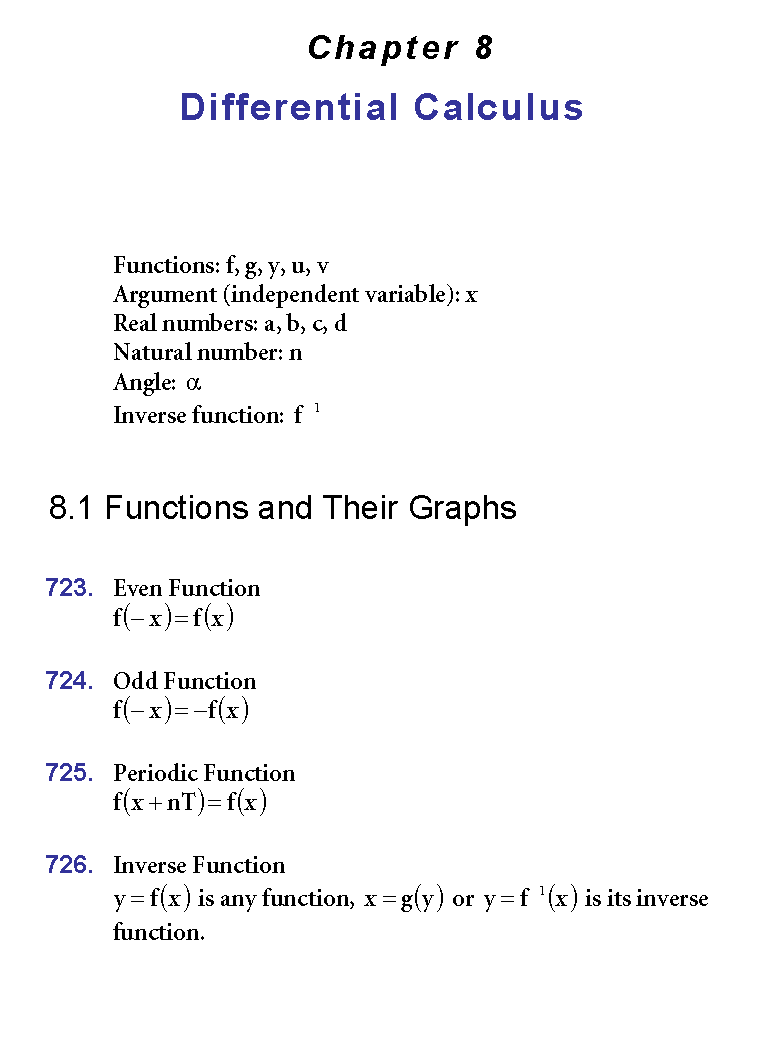 Chapter 8
Differential Calculus
Functions: f, g, y, u, v
Argument (independent variable): x
Real numbers: a, b, c, d
Natural number: n
Angle: α
Inverse function: f ¹
8.1 Functions and Their Graphs
723. Even Function
f(− x) = f(x)
724. Odd Function
f(− x) = −f(x)
725. Periodic Function
f(x + nT) = f(x)
726. Inverse Function
y = f(x) is any function, x = g(y) or y = f ¹(x) is its inverse
function.